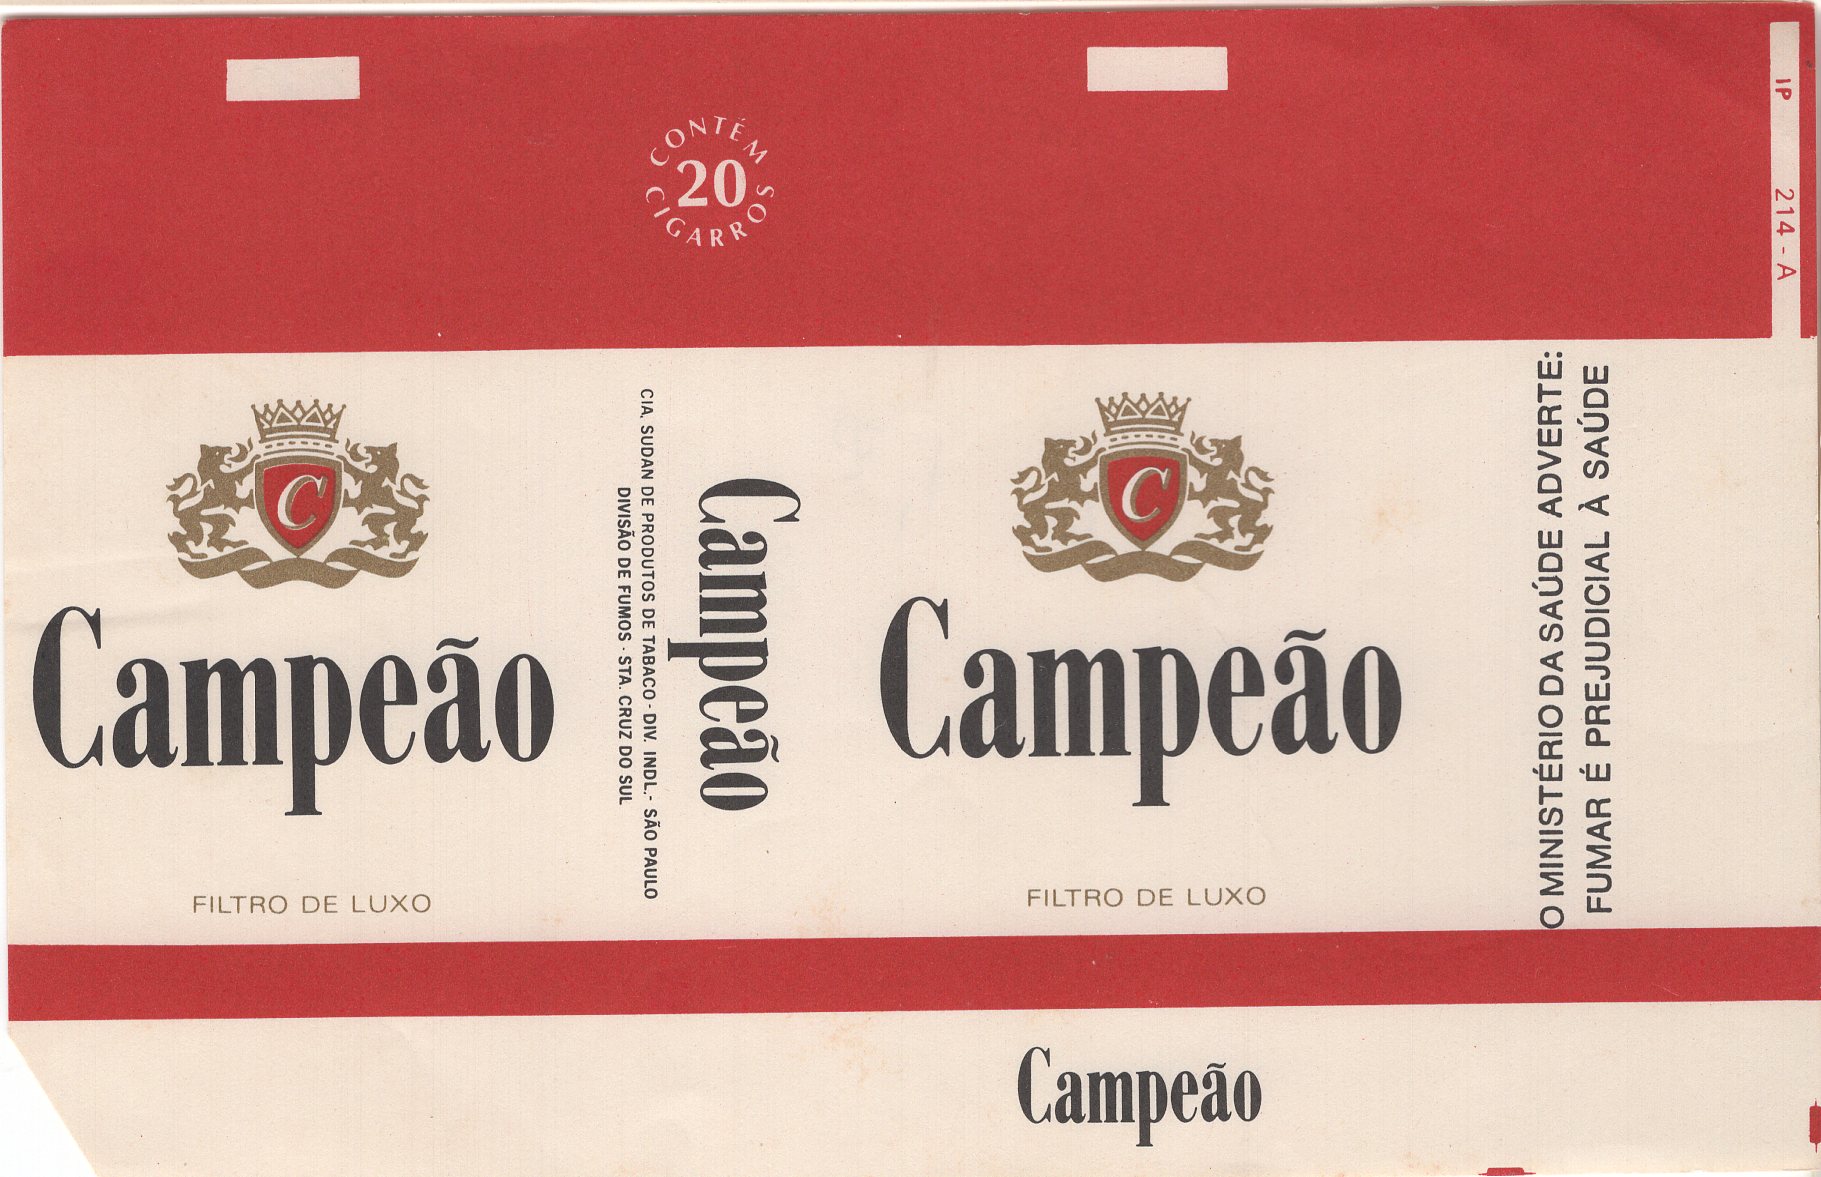 CONTÉM
20
CIGARROS
IP 214 - A
C
Campeão
FILTRO DE LUXO
Campeão
CIA. SUDAN DE PRODUTOS DE TABACO - DIV. INDL. - SÃO PAULO
DIVISÃO DE FUMOS - STA. CRUZ DO SUL
C
Campeão
FILTRO DE LUXO
O MINISTÉRIO DA SAÚDE ADVERTE:
FUMAR É PREJUDICIAL À SAÚDE
Campeão